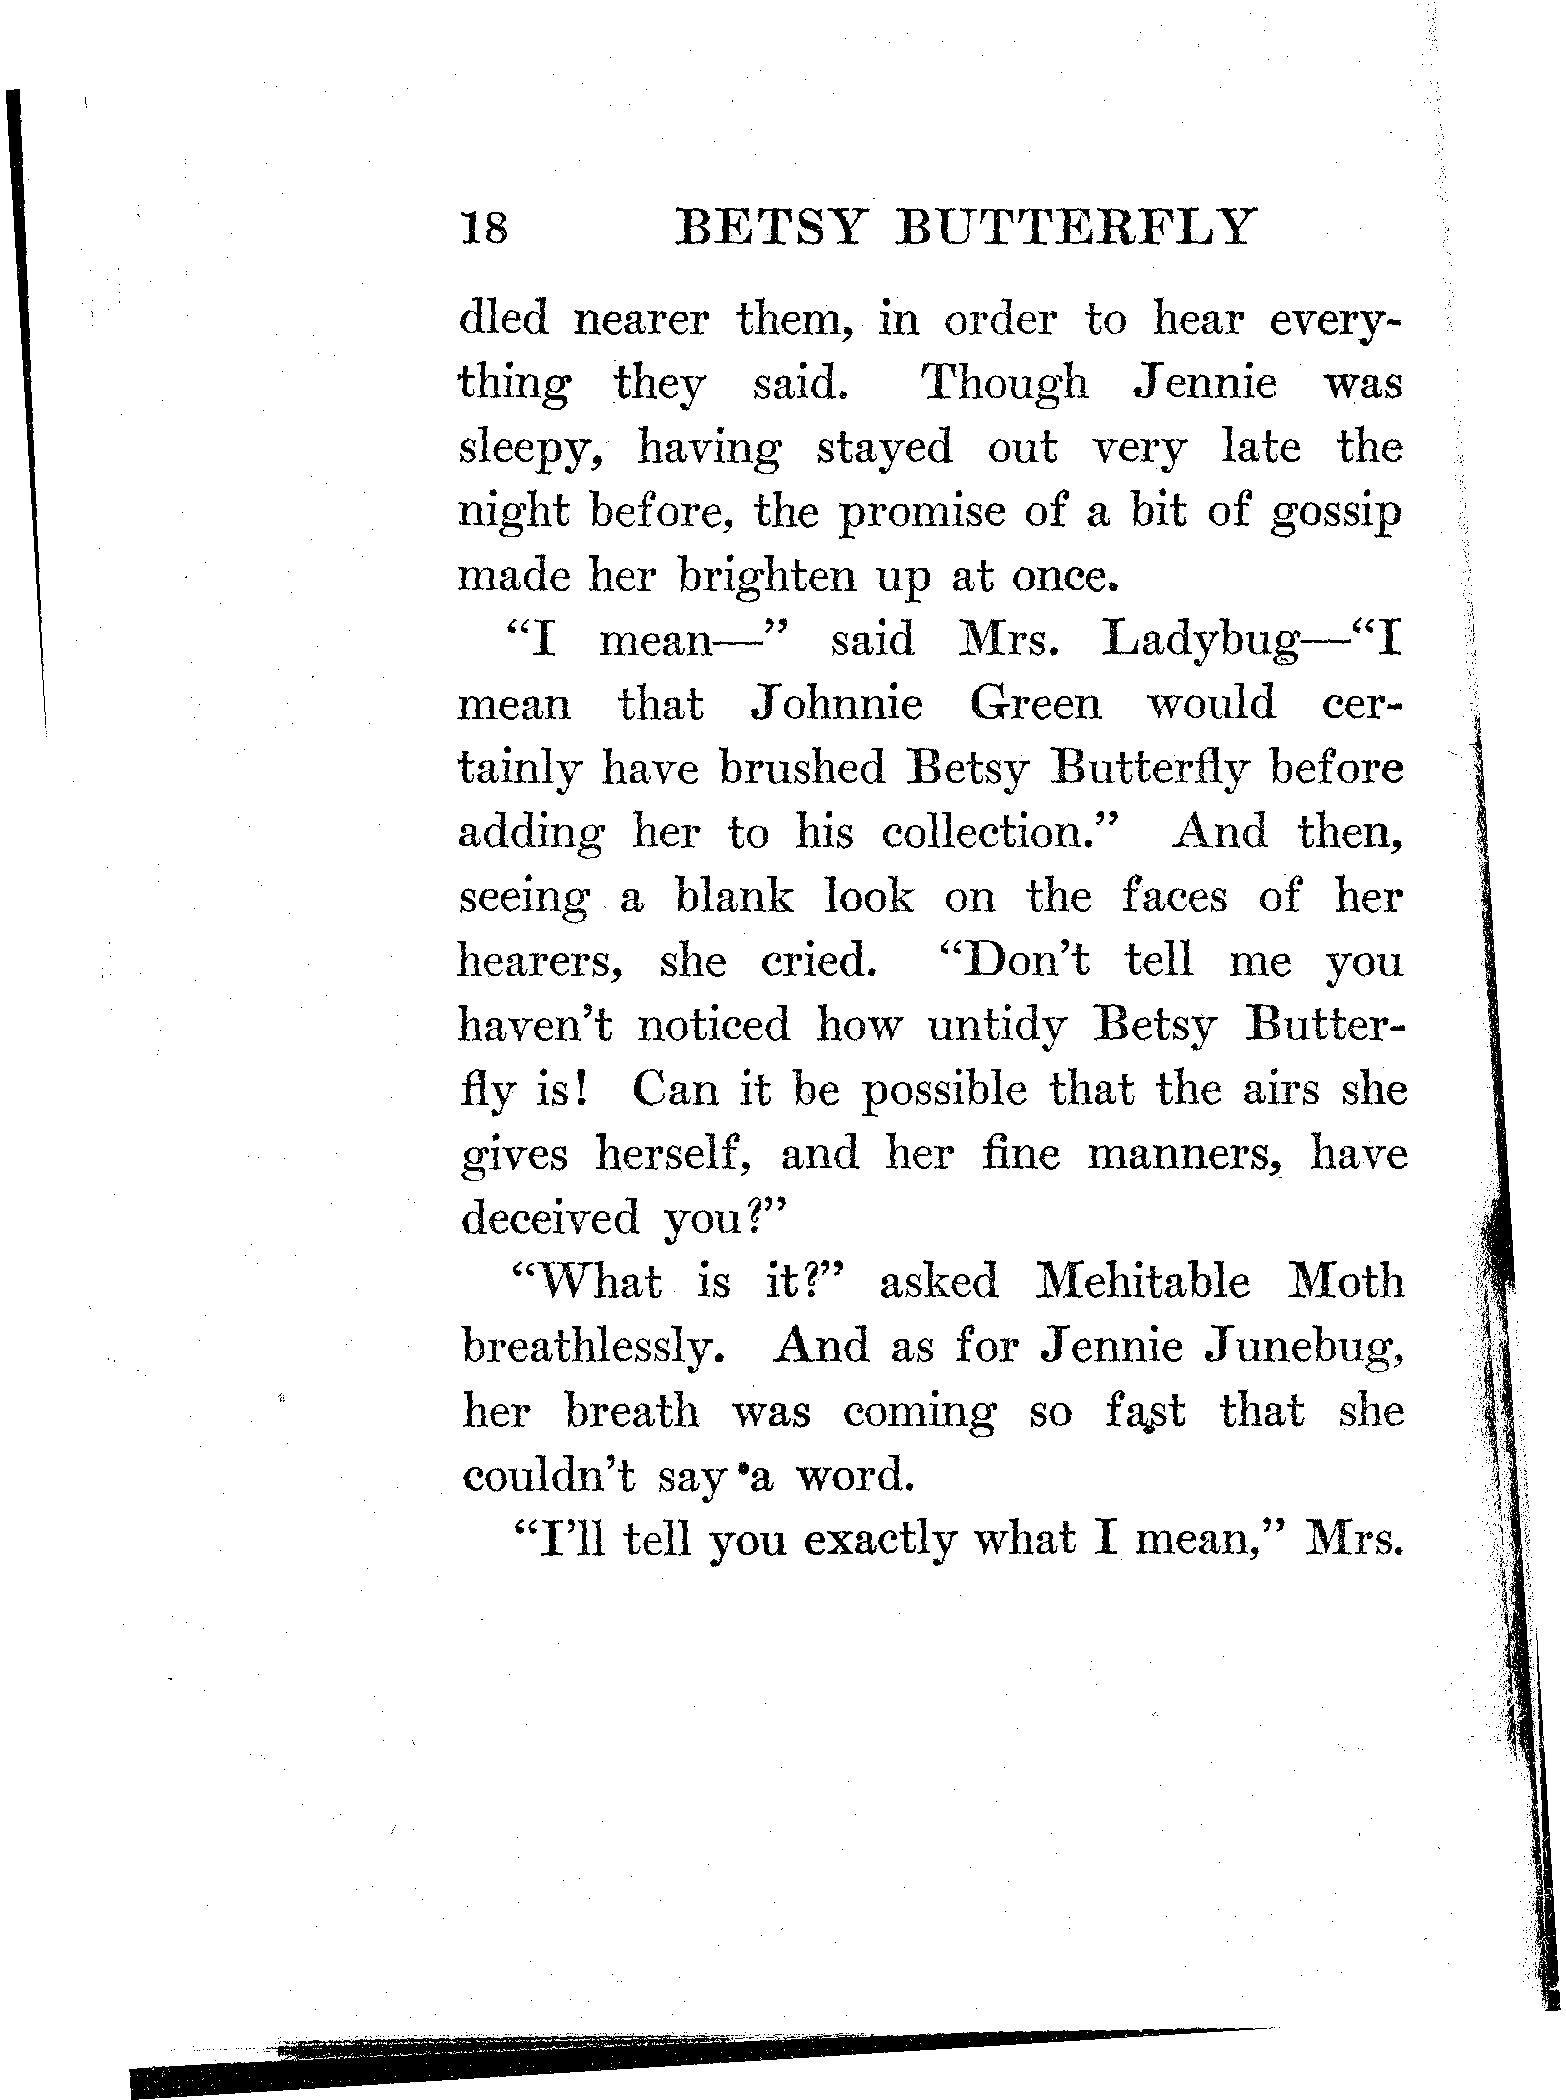 18 BETSY BUTTERFLY
dled nearer them, in order to hear every-
thing they said. Though Jennie was
sleepy, having stayed out very late the
night before, the promise of a bit of gossip
made her brighten up at once.
"I mean—" said Mrs. Ladybug—"I
mean that Johnnie Green would cer-
tainly have brushed Betsy Butterfly before
adding her to his collection." And then,
seeing a blank look on the faces of her
hearers, she cried. "Don't tell me you
haven't noticed how untidy Betsy Butter-
fly is! Can it be possible that the airs she
gives herself, and her fine manners, have
deceived you?"
"What is it?" asked Mehitable Moth
breathlessly. And as for Jennie Junebug,
her breath was coming so fast that she
couldn't say a word.
"I'll tell you exactly what I mean," Mrs.